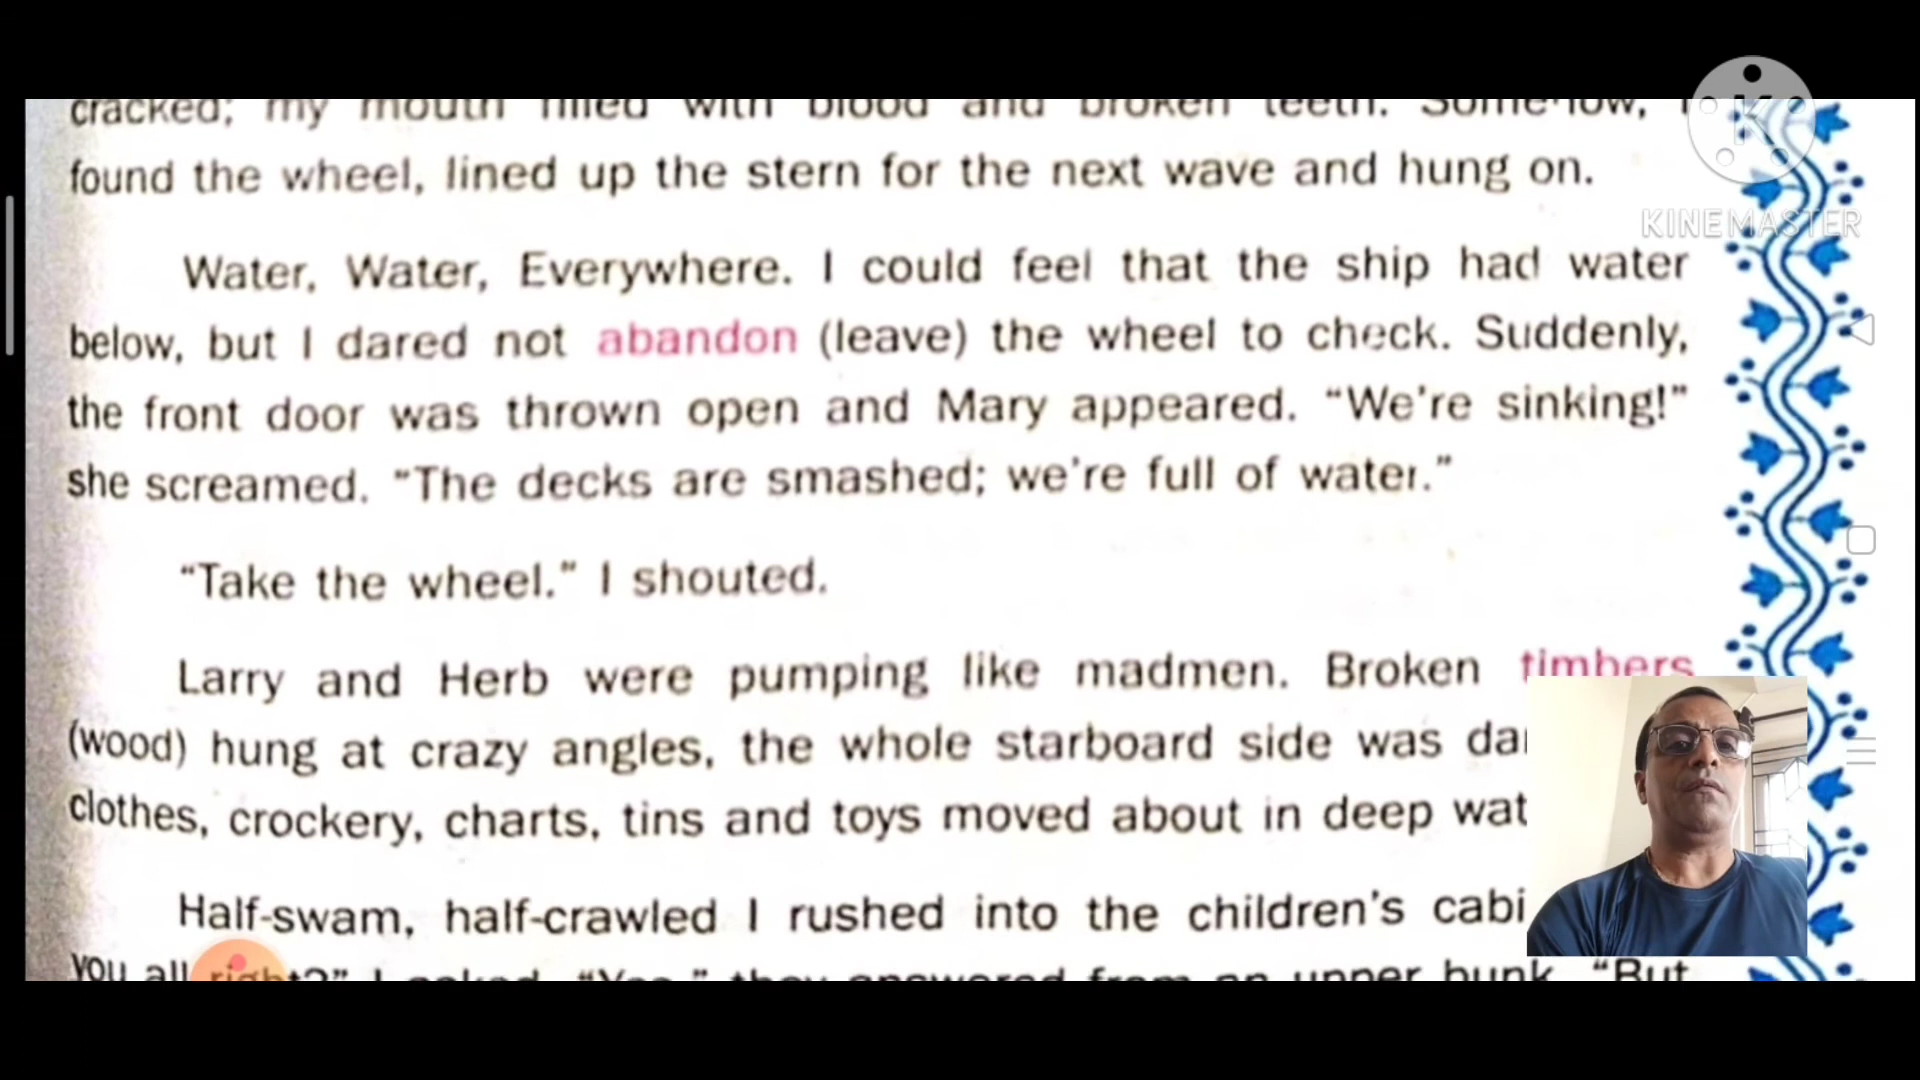 cracked; my mouth filled with blood and broken teeth. Somehow, I
found the wheel, lined up the stern for the next wave and hung on.
KINEMASTER
Water, Water, Everywhere. I could feel that the ship had water
below, but I dared not abandon (leave) the wheel to check. Suddenly,
the front door was thrown open and Mary appeared. “We’re sinking!”
she screamed. “The decks are smashed; we’re full of water.”
“Take the wheel.” I shouted.
Larry and Herb were pumping like madmen. Broken timbers
(wood) hung at crazy angles, the whole starboard side was
clothes, crockery, charts, tins and toys moved about in deep
Half-swam, half-crawled I rushed into the children’s
you all right?” I asked. “Yes,” they answered from an upper bunk. “But